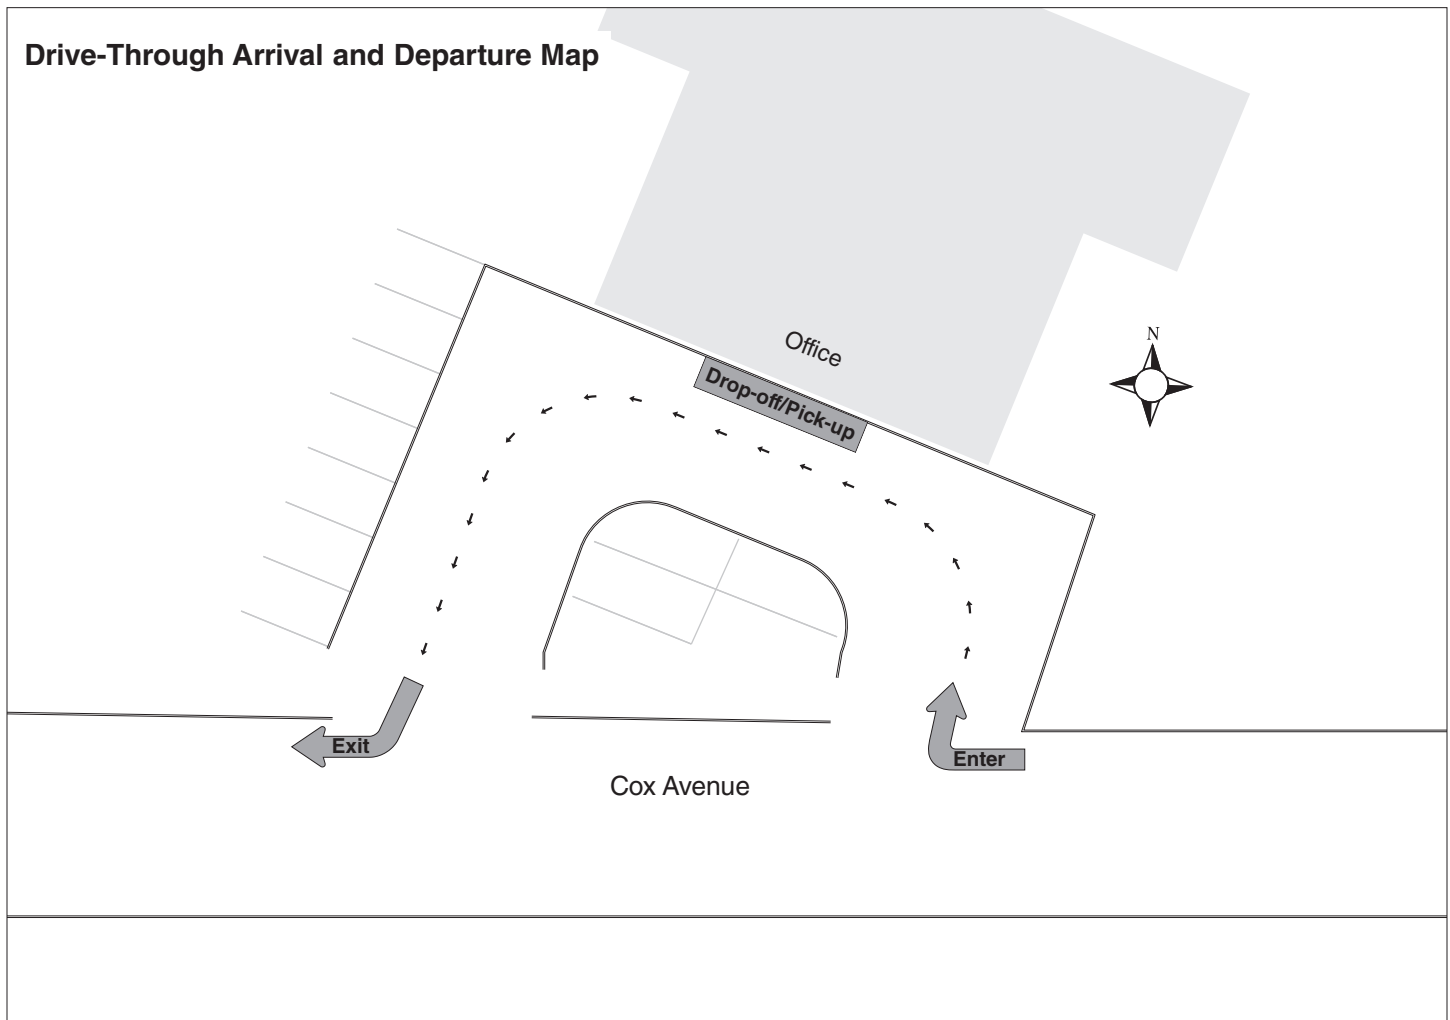 Drive-Through Arrival and Departure Map
Office
N
Drop-off/Pick-up
Exit
Enter
Cox Avenue